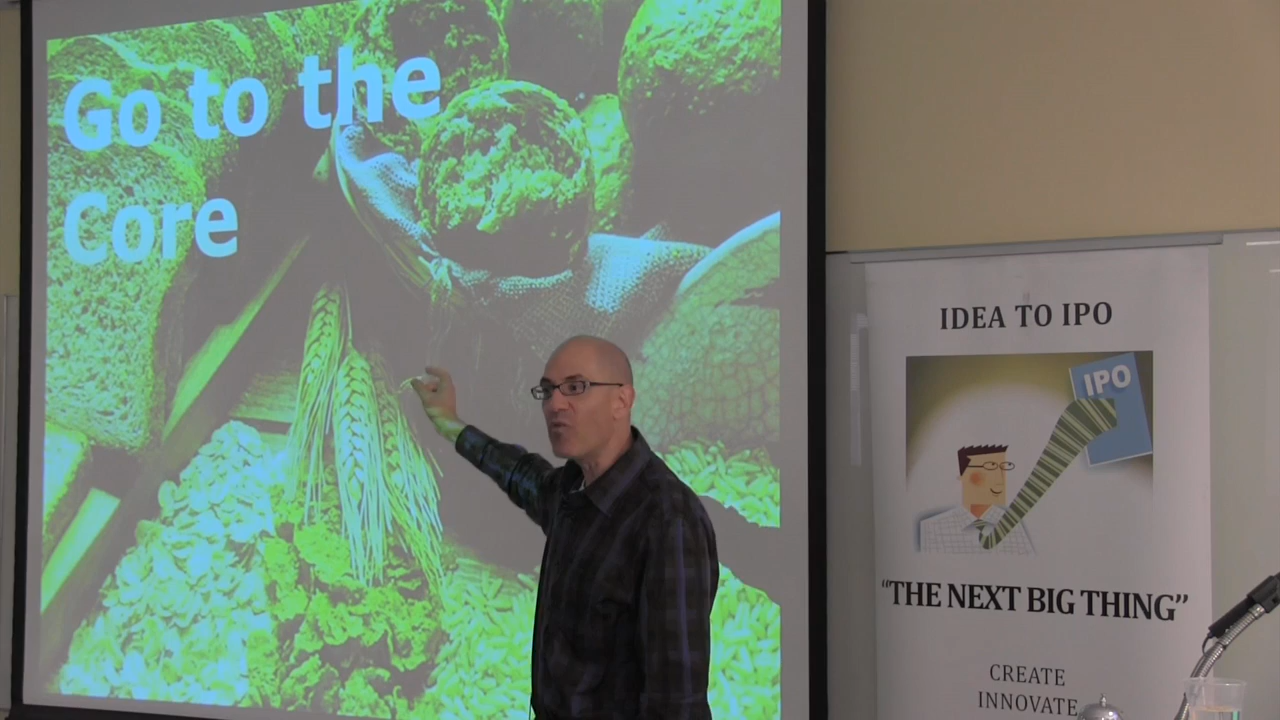 Go to the
Core
IDEA TO IPO
IPO
“THE NEXT BIG THING”
CREATE
INNOVATE